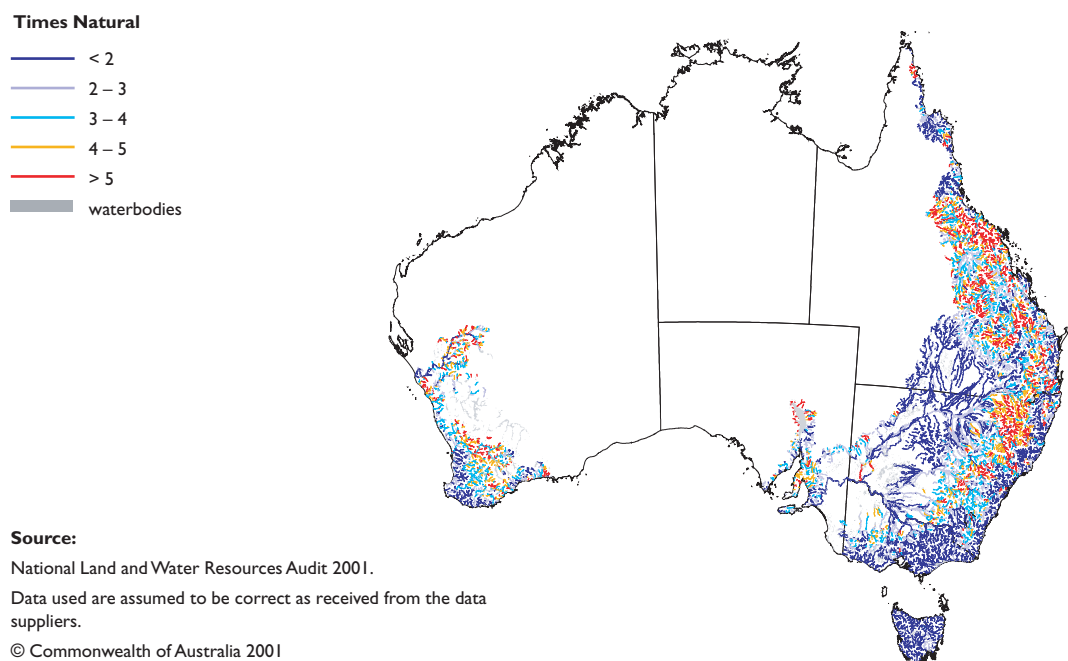 Times Natural
< 2
2 – 3
3 – 4
4 – 5
> 5
waterbodies
Source:
National Land and Water Resources Audit 2001.
Data used are assumed to be correct as received from the data
suppliers.
© Commonwealth of Australia 2001